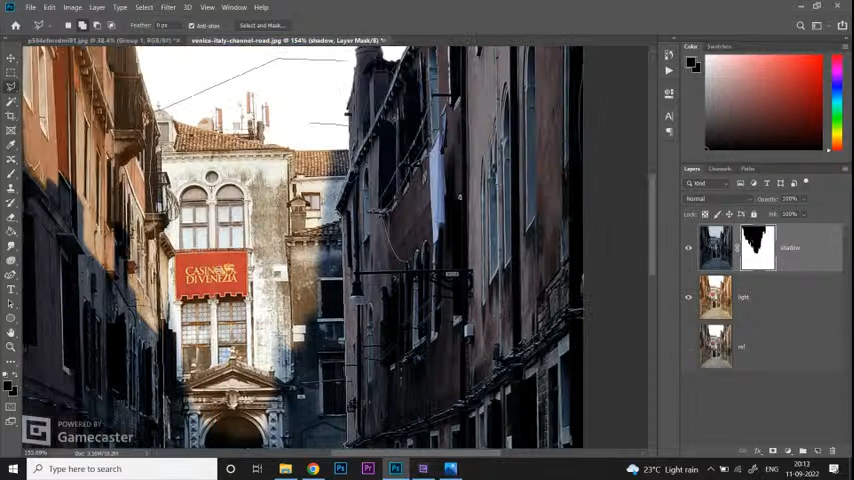 File Edit Image Layer Type Select Filter 3D View Window Help
Feather: 0 px Anti-alias Select and Mask...
venice-italy-channel-road.jpg @ 154% (shadow, Layer Mask/8) *
Color Swatches
CASINO
DI VENEZIA
Layers Channels Paths
Kind
Normal Opacity: 100%
Lock: Fill: 100%
shadow
light
ref
POWERED BY
Gamecaster
Type here to search
23°C Light rain ENG
20:13
11-09-2022